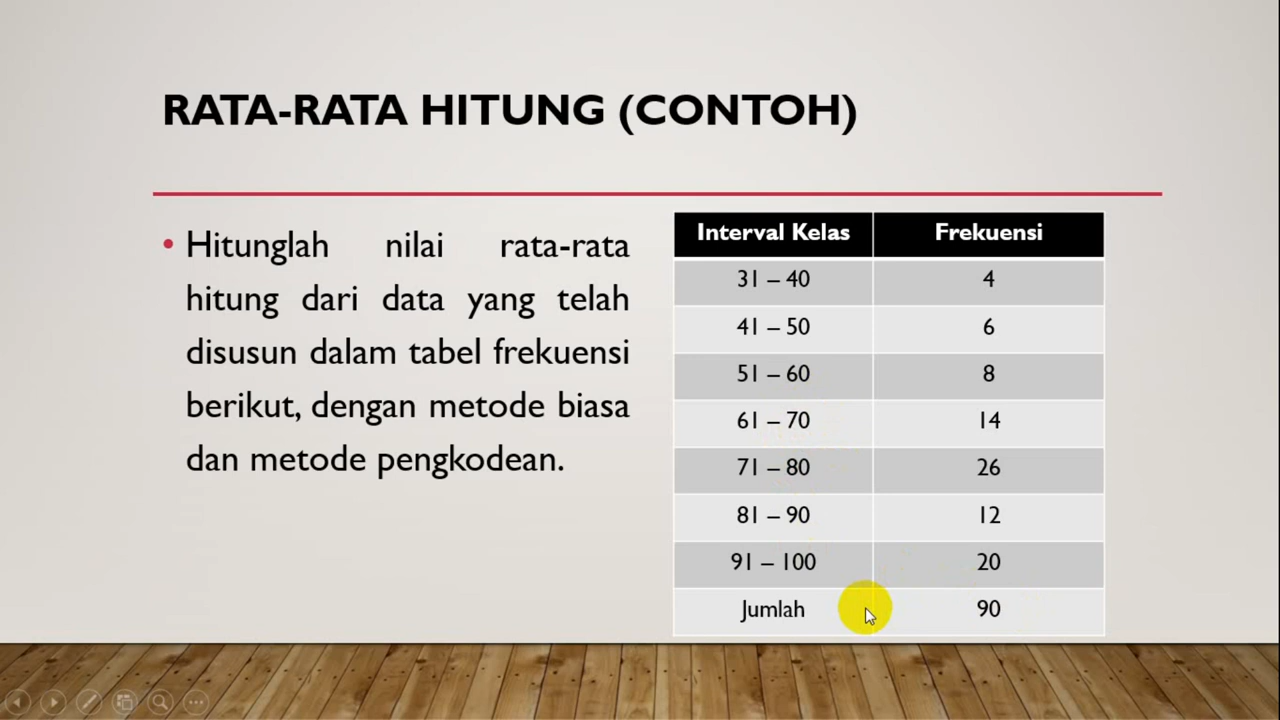 RATA-RATA HITUNG (CONTOH)
• Hitunglah nilai rata-rata
hitung dari data yang telah
disusun dalam tabel frekuensi
berikut, dengan metode biasa
dan metode pengkodean.
Interval Kelas Frekuensi
31 – 40 4
41 – 50 6
51 – 60 8
61 – 70 14
71 – 80 26
81 – 90 12
91 – 100 20
Jumlah 90